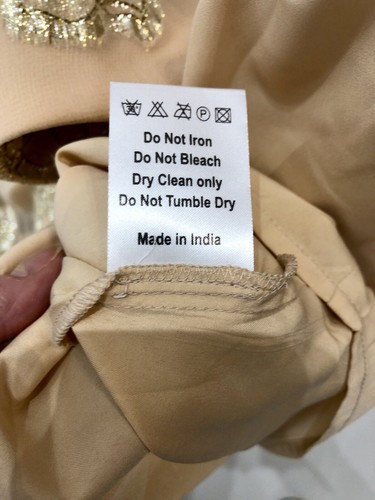 Ⓟ
Do Not Iron
Do Not Bleach
Dry Clean only
Do Not Tumble Dry
Made in India